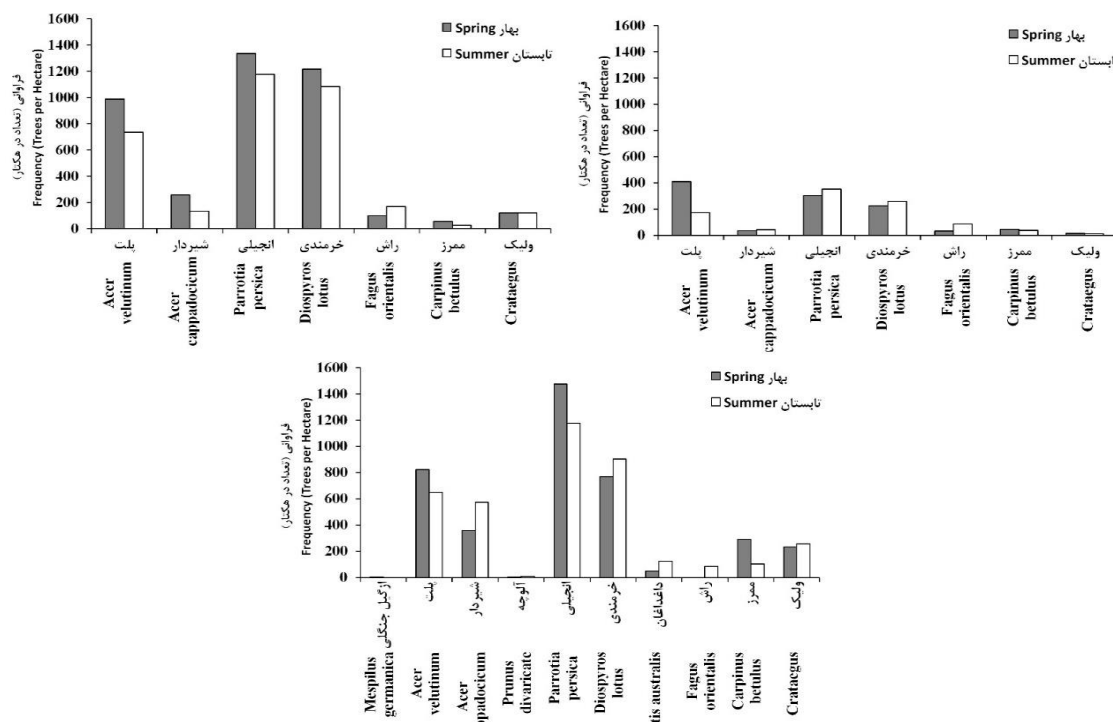 1600
1400
1200
1000
800
600
400
200
0
فراوانی (تعداد در هکتار)
Frequency (Trees per Hectare)
بهار Spring
تابستان Summer
پلت
شیردار
انجیلی
خرمندی
راش
ممرز
ولیک
Acer velutinum
Acer cappadocicum
Parrotia persica
Diospyros lotus
Fagus orientalis
Carpinus betulus
Crataegus
1600
1400
1200
1000
800
600
400
200
0
فراوانی (تعداد در هکتار)
Frequency (Trees per Hectare)
بهار Spring
تابستان Summer
پلت
شیردار
انجیلی
خرمندی
راش
ممرز
ولیک
Acer velutinum
Acer cappadocicum
Parrotia persica
Diospyros lotus
Fagus orientalis
Carpinus betulus
Crataegus
1600
1400
1200
1000
800
600
400
200
0
فراوانی (تعداد در هکتار)
Frequency (Trees per Hectare)
بهار Spring
تابستان Summer
ازگیل جنگلی
پلت
شیردار
آلوچه
انجیلی
خرمندی
داغداغان
راش
ممرز
ولیک
Mespilus germanica
Acer velutinum
Acer ppadocicum
Prunus divaricatc
Parrotia persica
Diospyros lotus
tis australis
Fagus orientalis
Carpinus betulus
Crataegus